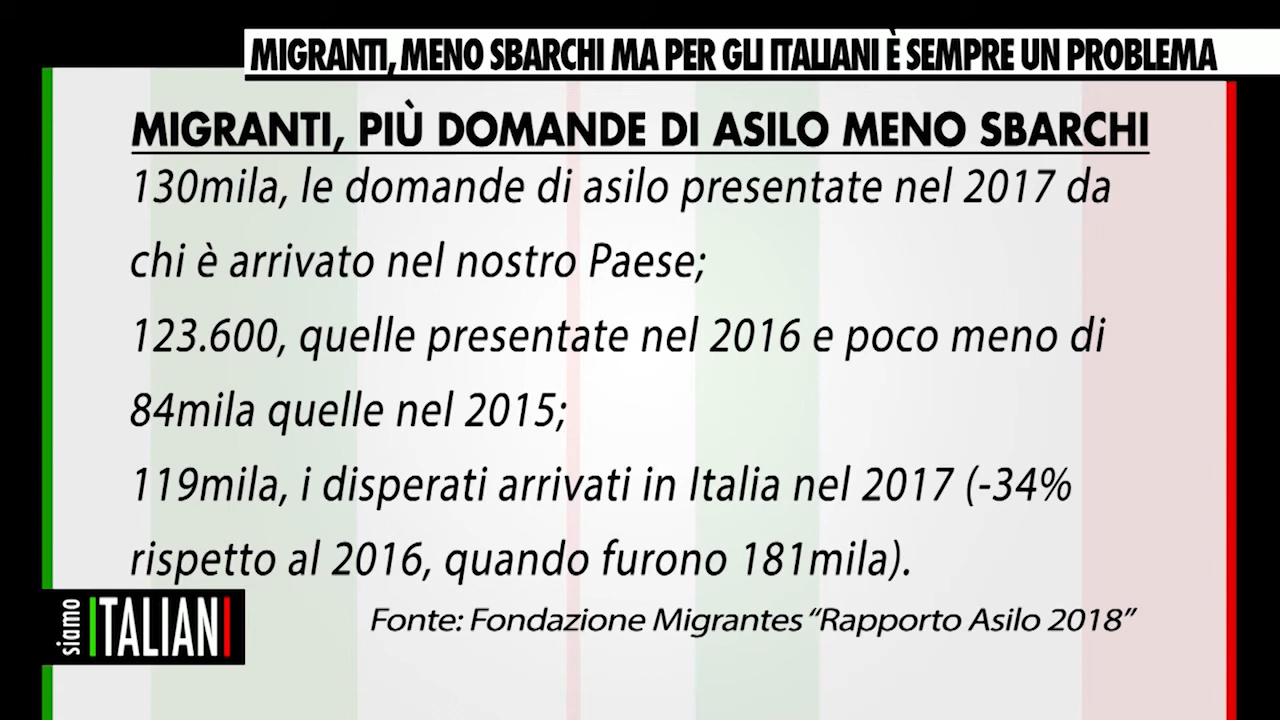 MIGRANTI, MENO SBARCHI MA PER GLI ITALIANI È SEMPRE UN PROBLEMA
MIGRANTI, PIÙ DOMANDE DI ASILO MENO SBARCHI
130mila, le domande di asilo presentate nel 2017 da
chi è arrivato nel nostro Paese;
123.600, quelle presentate nel 2016 e poco meno di
84mila quelle nel 2015;
119mila, i disperati arrivati in Italia nel 2017 (-34%
rispetto al 2016, quando furono 181mila).
Fonte: Fondazione Migrantes “Rapporto Asilo 2018”
siamo
ITALIANI